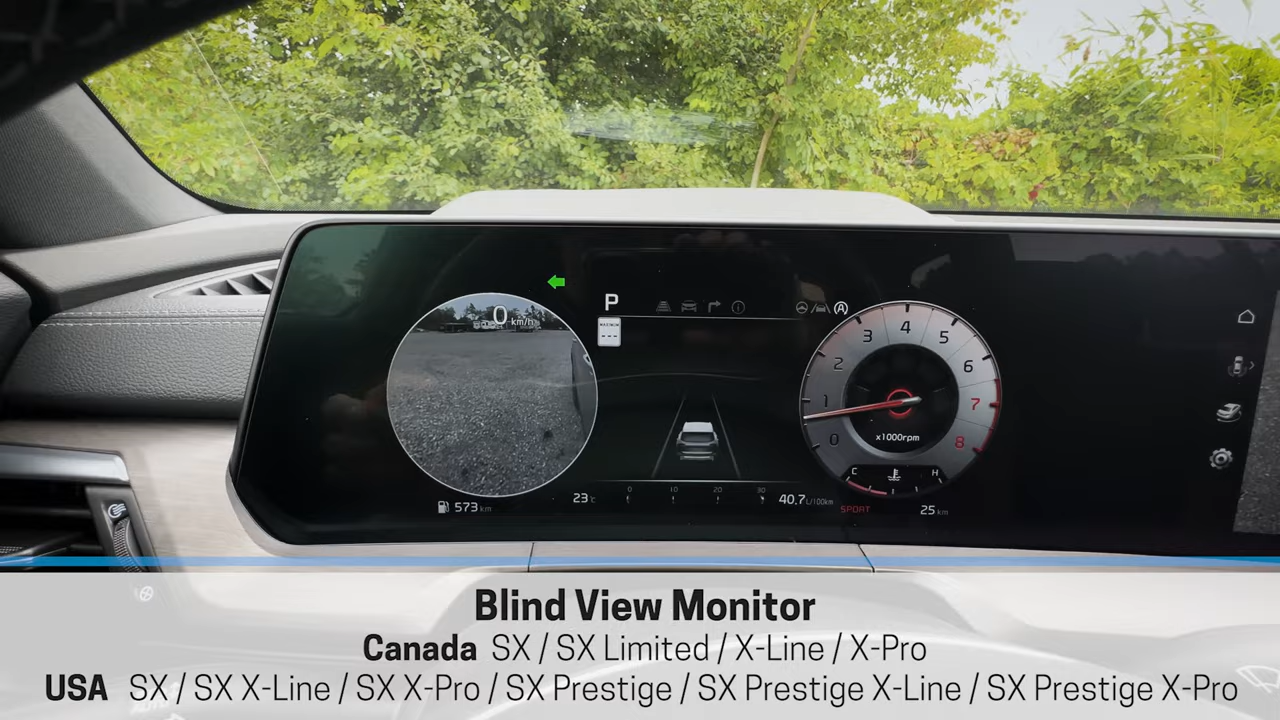 P
0 km/h
MAXIMUM
---
0
1
2
3
4
5
6
7
8
x1000rpm
C H
573 km
23°c
0 10 20 30
40,7 L/100km
SPORT
25 km
Blind View Monitor
Canada SX / SX Limited / X-Line / X-Pro
USA SX / SX X-Line / SX X-Pro / SX Prestige / SX Prestige X-Line / SX Prestige X-Pro